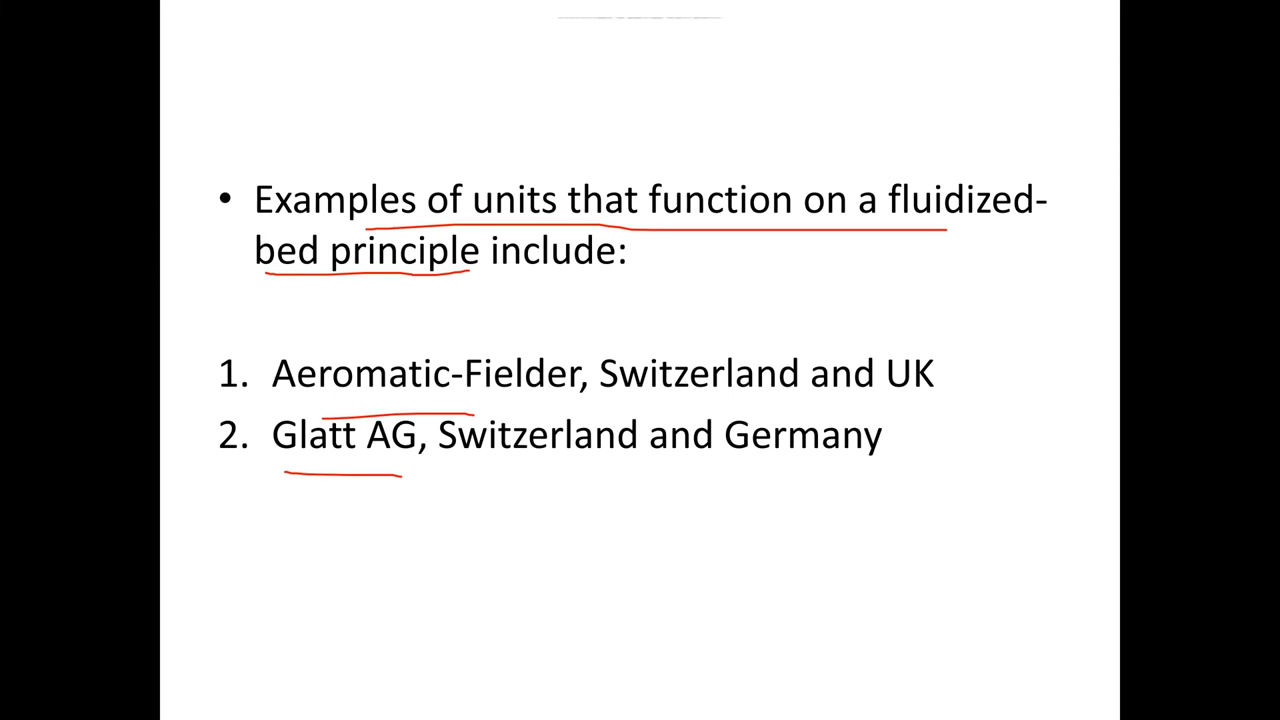 • Examples of units that function on a fluidized-
bed principle include:
1. Aeromatic-Fielder, Switzerland and UK
2. Glatt AG, Switzerland and Germany